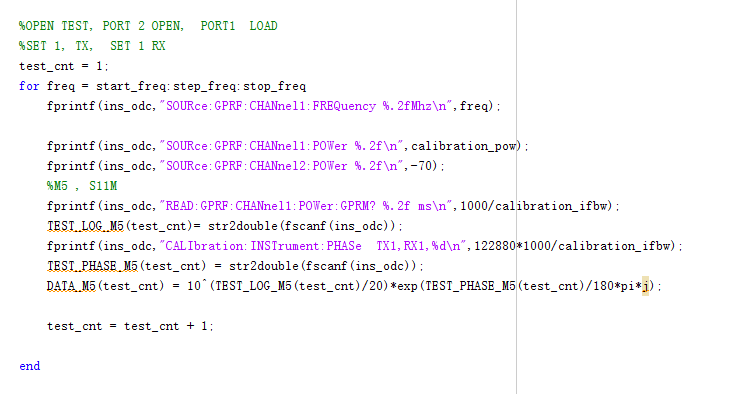 %OPEN TEST, PORT 2 OPEN,  PORT1  LOAD
%SET 1, TX,  SET 1 RX
test_cnt = 1;
for freq = start_freq:step_freq:stop_freq
fprintf(ins_odc,"SOURce:GPRF:CHANnel1:FREQuency %.2fMhz\n",freq);
fprintf(ins_odc,"SOURce:GPRF:CHANnel1:POWer %.2f\n",calibration_pow);
fprintf(ins_odc,"SOURce:GPRF:CHANnel2:POWer %.2f\n",-70);
%M5 , S11M
fprintf(ins_odc,"READ:GPRF:CHANnel1:POWer:GPRM? %.2f ms\n",1000/calibration_ifbw);
TEST_LOG_M5(test_cnt)= str2double(fscanf(ins_odc));
fprintf(ins_odc,"CALIbration:INSTrument:PHASe  TX1,RX1,%d\n",122880*1000/calibration_ifbw);
TEST_PHASE_M5(test_cnt) = str2double(fscanf(ins_odc));
DATA_M5(test_cnt) = 10^(TEST_LOG_M5(test_cnt)/20)*exp(TEST_PHASE_M5(test_cnt)/180*pi*j);
test_cnt = test_cnt + 1;
end